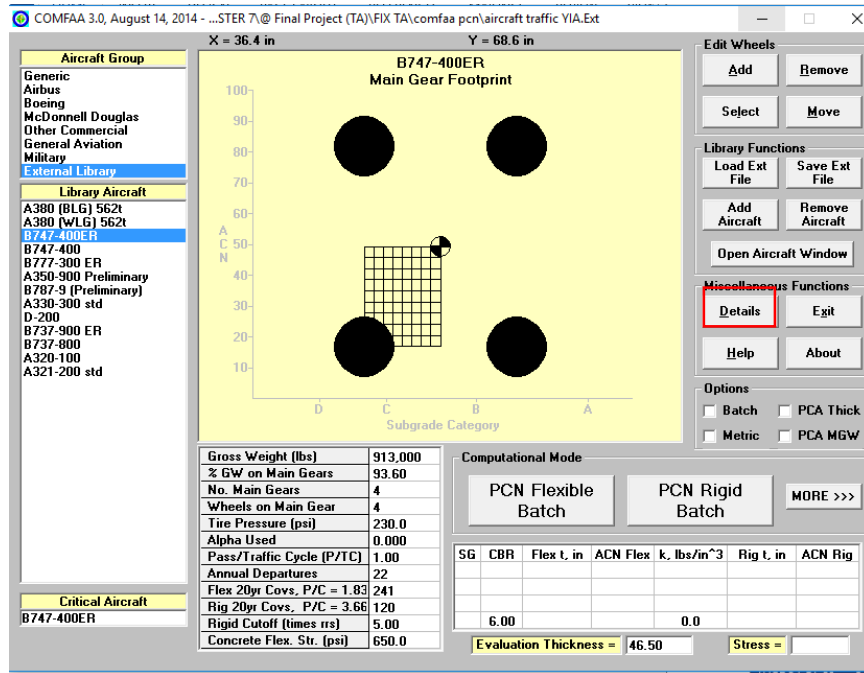 COMFAA 3.0, August 14, 2014 - ...STER 7\@ Final Project (TA)\FIX TA\comfaa pcn\aircraft traffic YIA.Ext
X = 36.4 in Y = 68.6 in
Aircraft Group
Generic
Airbus
Boeing
McDonnell Douglas
Other Commercial
General Aviation
Military
External Library
Library Aircraft
A380 (BLG) 562t
A380 (WLG) 562t
B747-400ER
B747-400
B777-300 ER
A350-900 Preliminary
B787-9 (Preliminary)
A330-300 std
D-200
B737-900 ER
B737-800
A320-100
A321-200 std
Critical Aircraft
B747-400ER
B747-400ER
Main Gear Footprint
100
90
80
70
60
50
40
30
20
10
A
C
N
D C B A
Subgrade Category
Gross Weight (lbs) 913,000
% GW on Main Gears 93.60
No. Main Gears 4
Wheels on Main Gear 4
Tire Pressure (psi) 230.0
Alpha Used 0.000
Pass/Traffic Cycle (P/TC) 1.00
Annual Departures 22
Flex 20yr Covs, P/C = 1.83 241
Rig 20yr Covs, P/C = 3.66 120
Rigid Cutoff (times rrs) 5.00
Concrete Flex. Str. (psi) 650.0
Edit Wheels
Add Remove
Select Move
Library Functions
Load Ext File Save Ext File
Add Aircraft Remove Aircraft
Open Aircraft Window
Miscellaneous Functions
Details Exit
Help About
Options
Batch PCA Thick
Metric PCA MGW
Computational Mode
PCN Flexible Batch PCN Rigid Batch MORE >>>
SG CBR Flex t, in ACN Flex k, lbs/in^3 Rig t, in ACN Rig
6.00 0.0
Evaluation Thickness = 46.50 Stress =